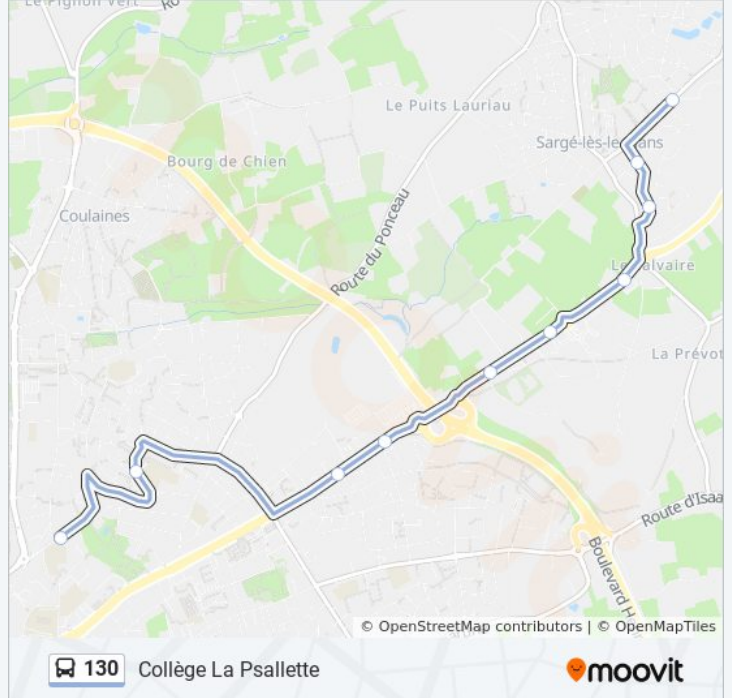 Le Pignon Vert
Le Puits Lauriau
Sargé-lès-le-Mans
Bourg de Chien
Coulaines
Route du Ponceau
Le Calvaire
La Prévot
Route d'Isaa
Boulevard H
© OpenStreetMap contributors | © OpenMapTiles
130 Collège La Psallette
moovit